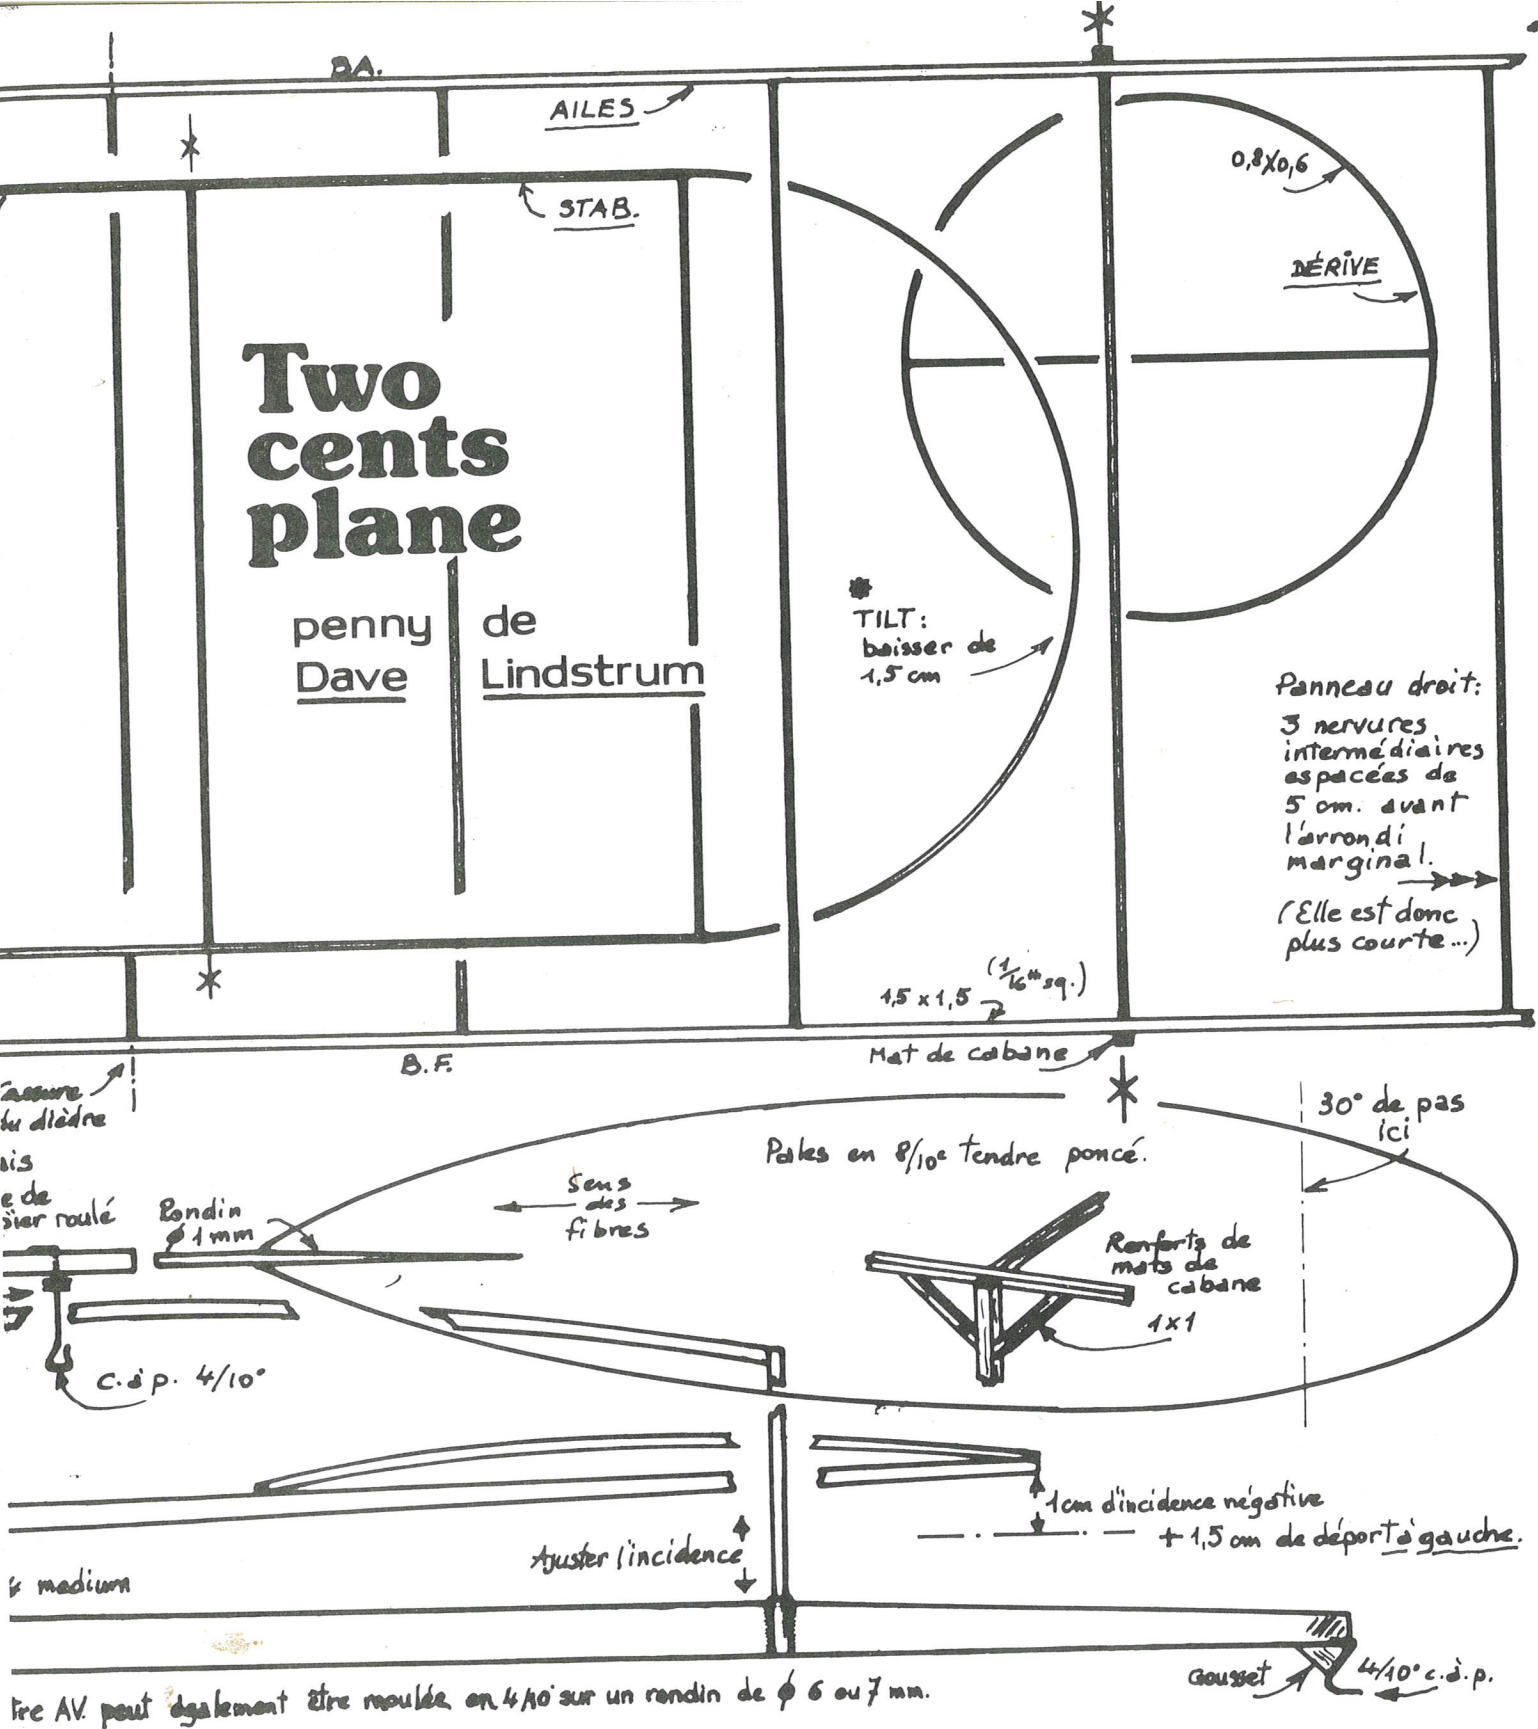 BA.
AILES
STAB.
0,8X0,6
DÉRIVE
Two
cents
plane
penny de
Dave Lindstrum
TILT:
baisser de
1,5 cm
Panneau droit:
3 nervures
intermédiaires
espacées de
5 cm. avant
l'arrondi
marginal.
(Elle est donc
plus courte...)
1,5 x 1,5 (1/16" sq.)
Mat de cabane
B.F.
du dièdre
30° de pas
ici
Pales en 8/10e tendre poncé.
Sens
des
fibres
e de
roulé
Rondin
ϕ 1 mm
Renforts de
mats de
cabane
1x1
c.à p. 4/10°
1cm d'incidence négative
+ 1,5 cm de déport à gauche.
Ajuster l'incidence
medium
Gousset
4/10° c.à.p.
AV. peut également être moulée en 4/10° sur un rondin de ϕ 6 ou 7 mm.